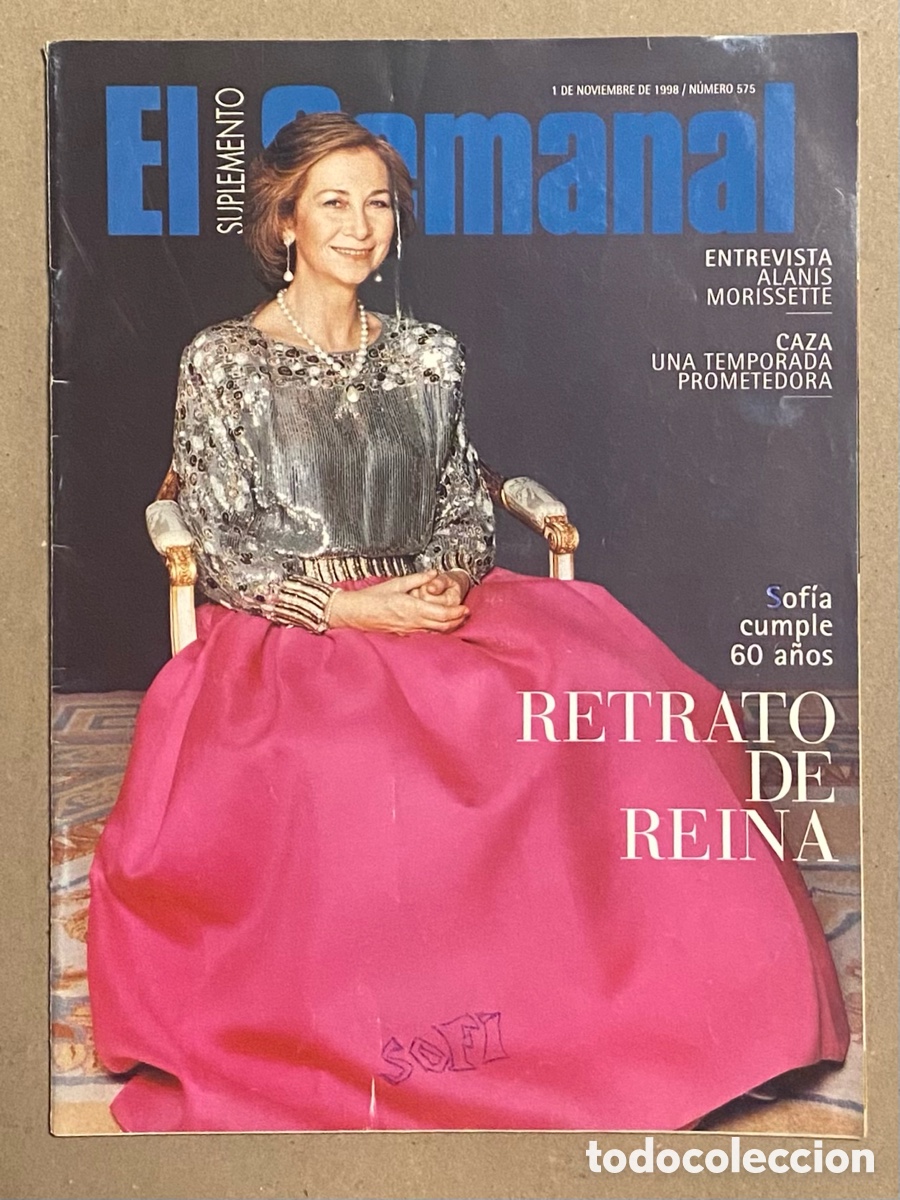 1 DE NOVIEMBRE DE 1998 / NÚMERO 575
El Semanal
SUPLEMENTO
ENTREVISTA
ALANIS
MORISSETTE
CAZA
UNA TEMPORADA
PROMETEDORA
Sofía
cumple
60 años
RETRATO
DE
REINA
SOFI
todocoleccion